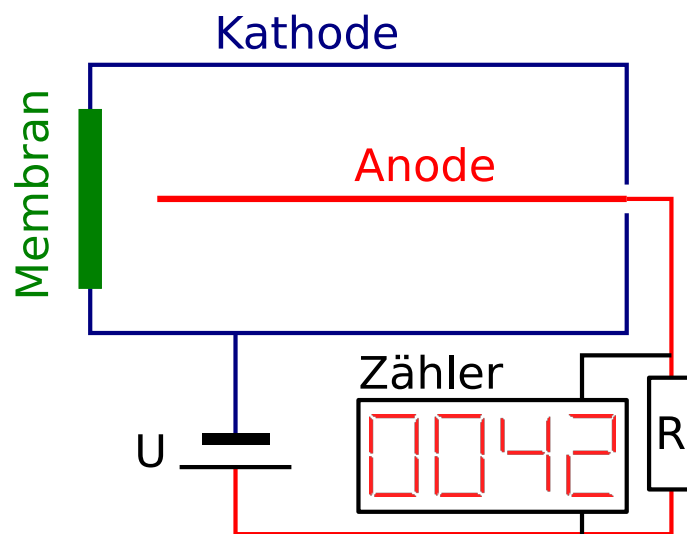 Kathode
Membran
Anode
Zähler
U
0042
R